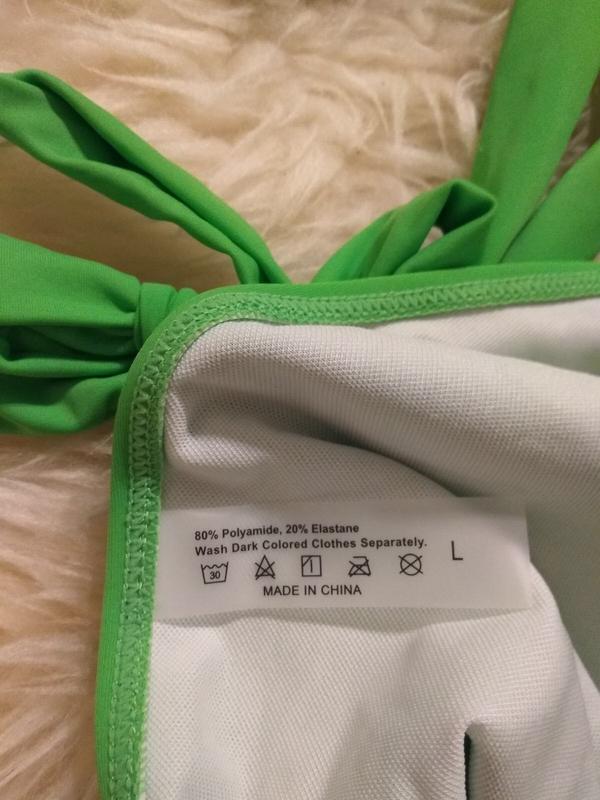 80% Polyamide, 20% Elastane
Wash Dark Colored Clothes Separately.
L
30
MADE IN CHINA